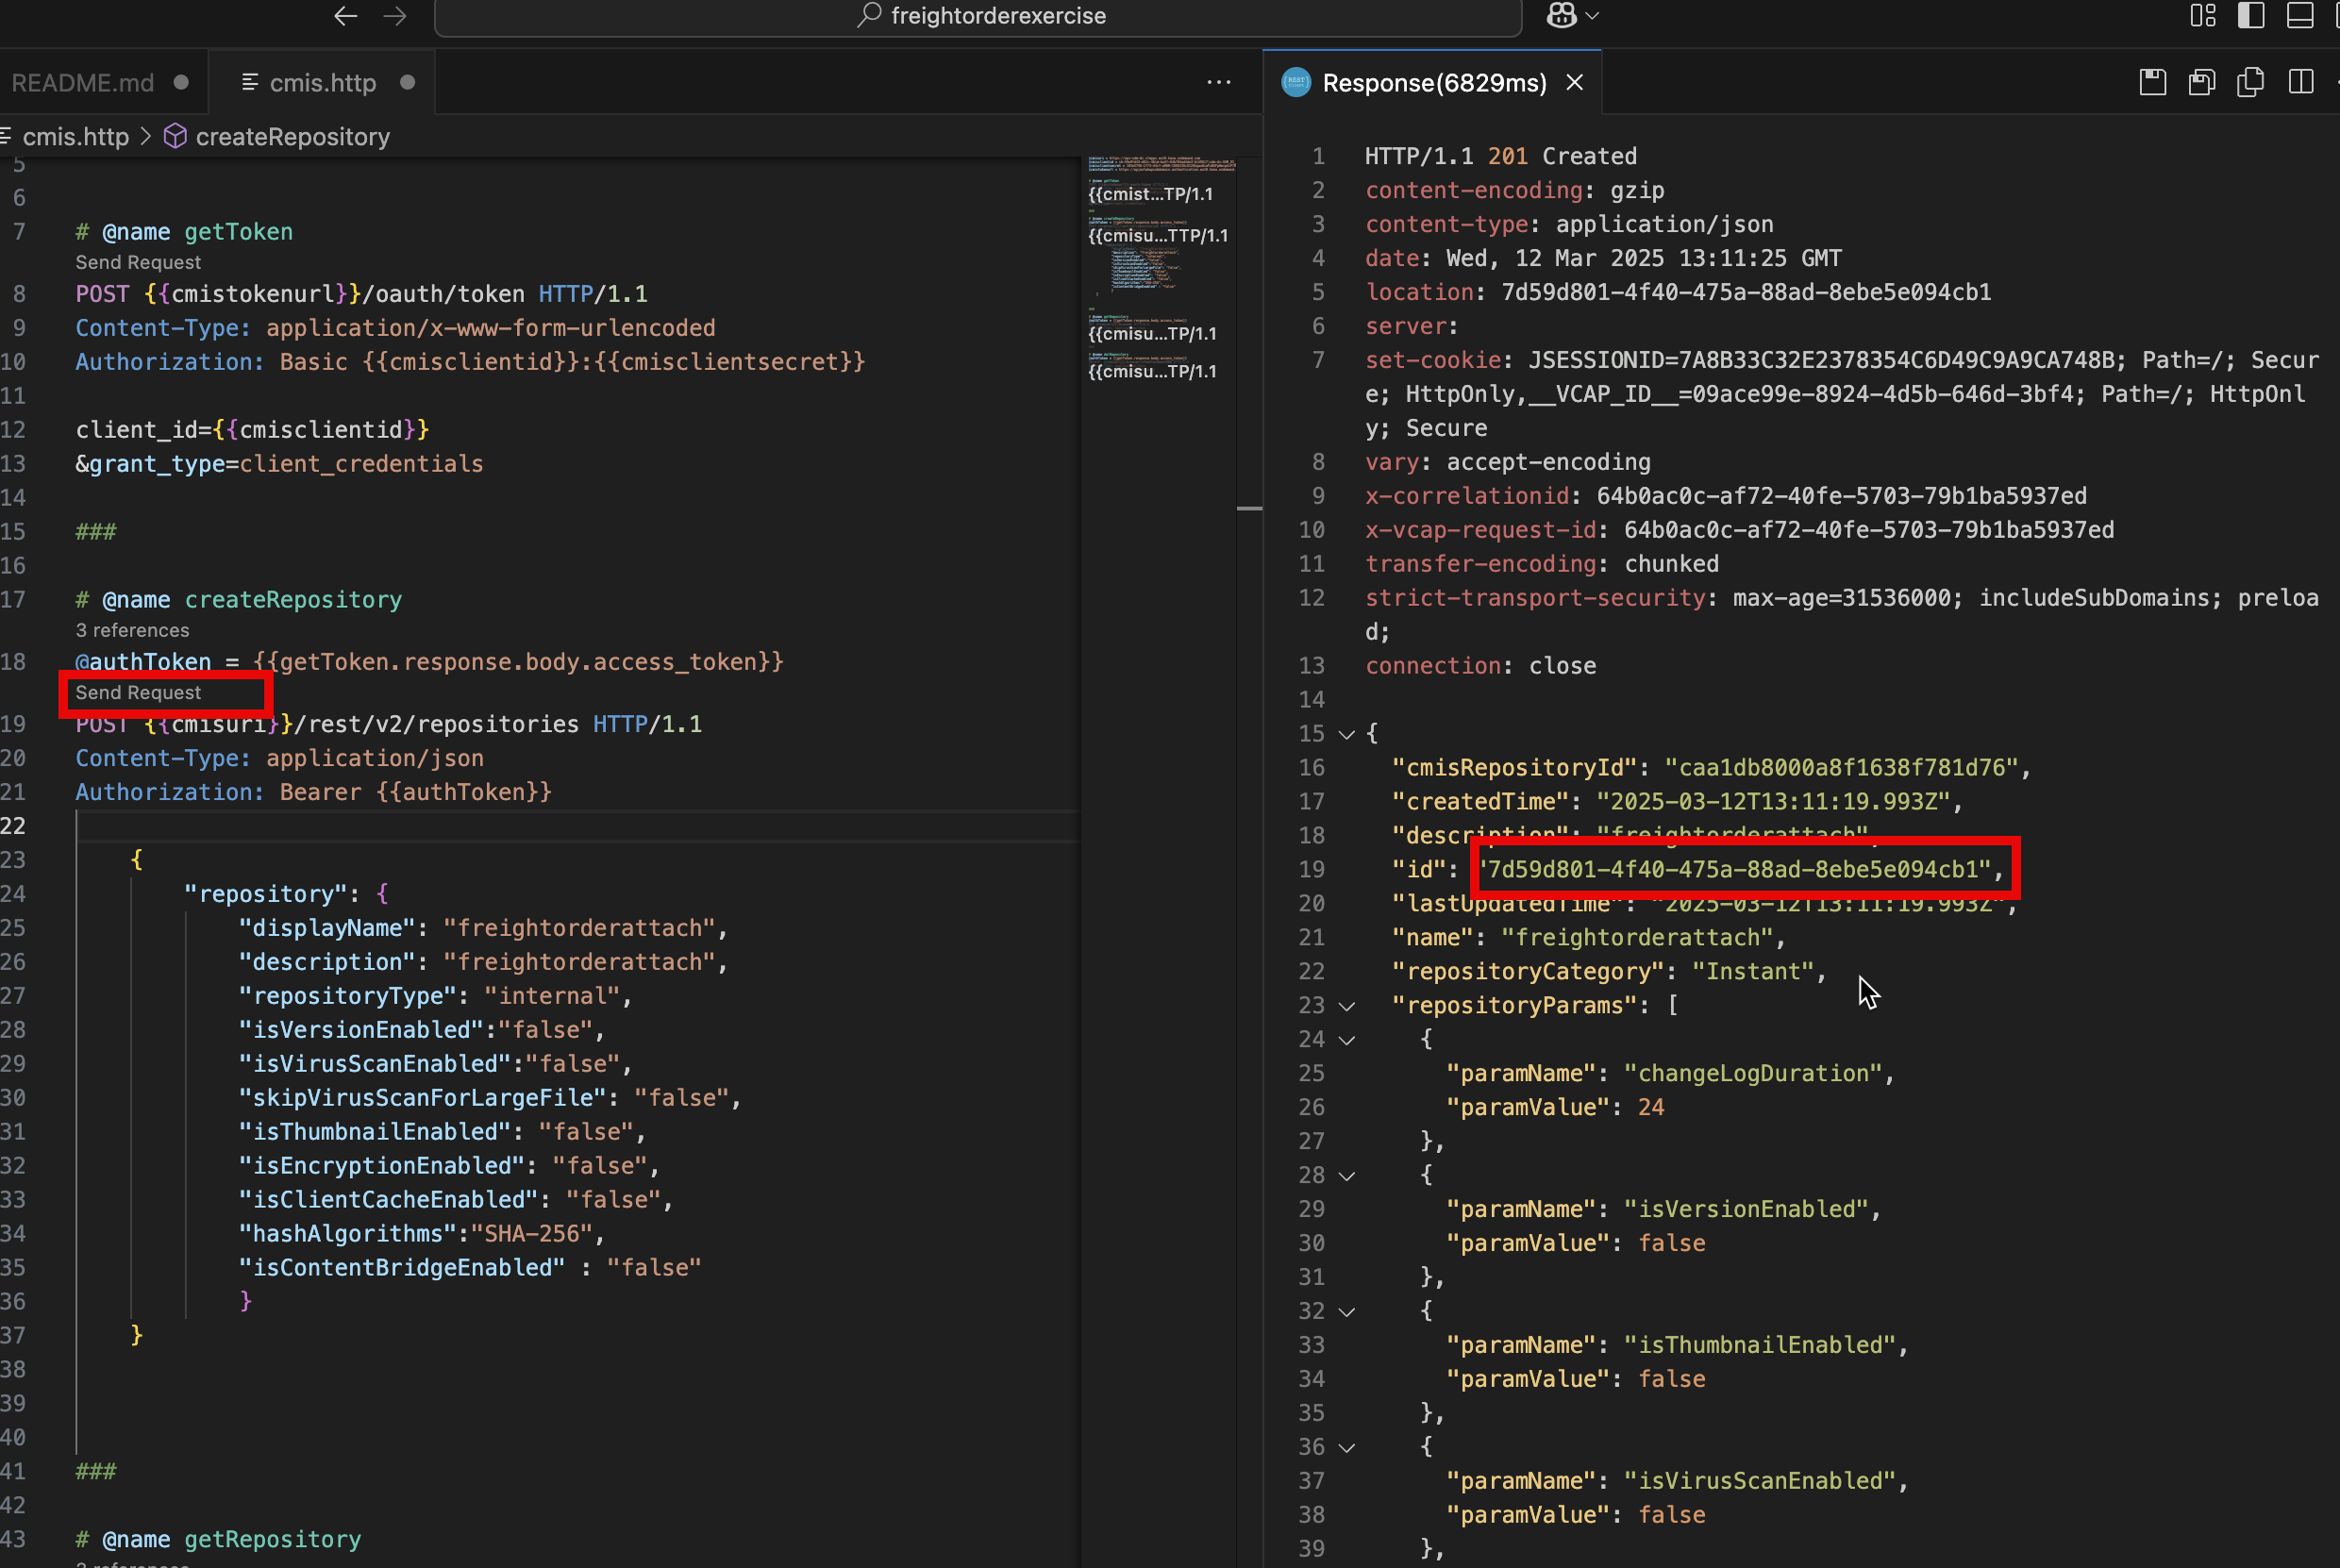 freightorderexercise
README.md
cmis.http
cmis.http > createRepository
5
6
7 # @name getToken
Send Request
8 POST {{cmistokenurl}}/oauth/token HTTP/1.1
9 Content-Type: application/x-www-form-urlencoded
10 Authorization: Basic {{cmisclientid}}:{{cmisclientsecret}}
11
12 client_id={{cmisclientid}}
13 &grant_type=client_credentials
14
15 ###
16
17 # @name createRepository
3 references
18 @authToken = {{getToken.response.body.access_token}}
Send Request
19 POST {{cmisuri}}/rest/v2/repositories HTTP/1.1
20 Content-Type: application/json
21 Authorization: Bearer {{authToken}}
22
23 {
24 "repository": {
25 "displayName": "freightorderattach",
26 "description": "freightorderattach",
27 "repositoryType": "internal",
28 "isVersionEnabled":"false",
29 "isVirusScanEnabled":"false",
30 "skipVirusScanForLargeFile": "false",
31 "isThumbnailEnabled": "false",
32 "isEncryptionEnabled": "false",
33 "isClientCacheEnabled": "false",
34 "hashAlgorithms":"SHA-256",
35 "isContentBridgeEnabled" : "false"
36 }
37 }
38
39
40
41 ###
42
43 # @name getRepository
{{cmist...TP/1.1
{{cmisu...TTP/1.1
{{cmisu...TP/1.1
{{cmisu...TP/1.1
Response(6829ms)
1 HTTP/1.1 201 Created
2 content-encoding: gzip
3 content-type: application/json
4 date: Wed, 12 Mar 2025 13:11:25 GMT
5 location: 7d59d801-4f40-475a-88ad-8ebe5e094cb1
6 server:
7 set-cookie: JSESSIONID=7A8B33C32E2378354C6D49C9A9CA748B; Path=/; Secur
e; HttpOnly,__VCAP_ID__=09ace99e-8924-4d5b-646d-3bf4; Path=/; HttpOnl
y; Secure
8 vary: accept-encoding
9 x-correlationid: 64b0ac0c-af72-40fe-5703-79b1ba5937ed
10 x-vcap-request-id: 64b0ac0c-af72-40fe-5703-79b1ba5937ed
11 transfer-encoding: chunked
12 strict-transport-security: max-age=31536000; includeSubDomains; preloa
d;
13 connection: close
14
15 {
16 "cmisRepositoryId": "caa1db8000a8f1638f781d76",
17 "createdTime": "2025-03-12T13:11:19.993Z",
18 "description": "freightorderattach",
19 "id": "7d59d801-4f40-475a-88ad-8ebe5e094cb1",
20 "lastUpdatedTime": "2025-03-12T13:11:19.993Z",
21 "name": "freightorderattach",
22 "repositoryCategory": "Instant",
23 "repositoryParams": [
24 {
25 "paramName": "changeLogDuration",
26 "paramValue": 24
27 },
28 {
29 "paramName": "isVersionEnabled",
30 "paramValue": false
31 },
32 {
33 "paramName": "isThumbnailEnabled",
34 "paramValue": false
35 },
36 {
37 "paramName": "isVirusScanEnabled",
38 "paramValue": false
39 },